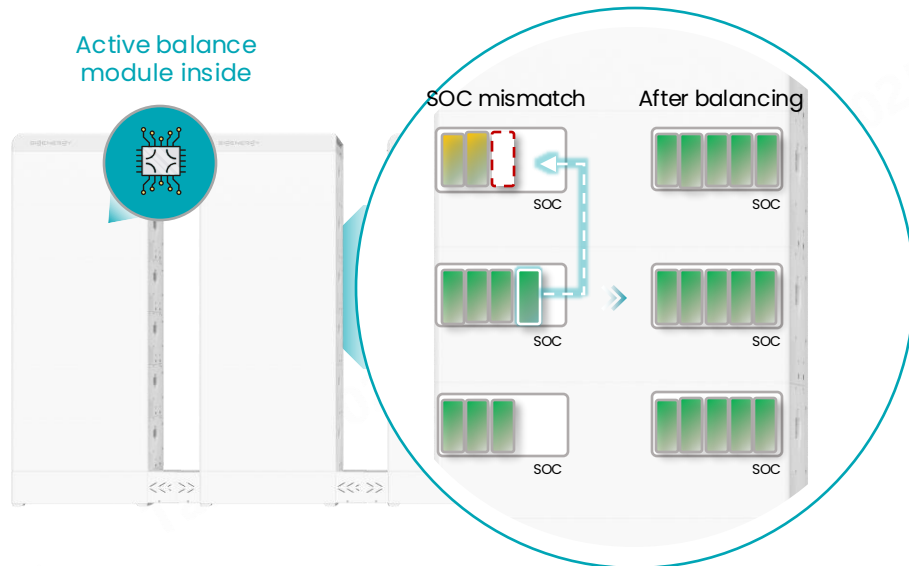 Active balance
module inside
SOC mismatch
After balancing
SOC
SOC
SOC
SOC
SOC
SOC